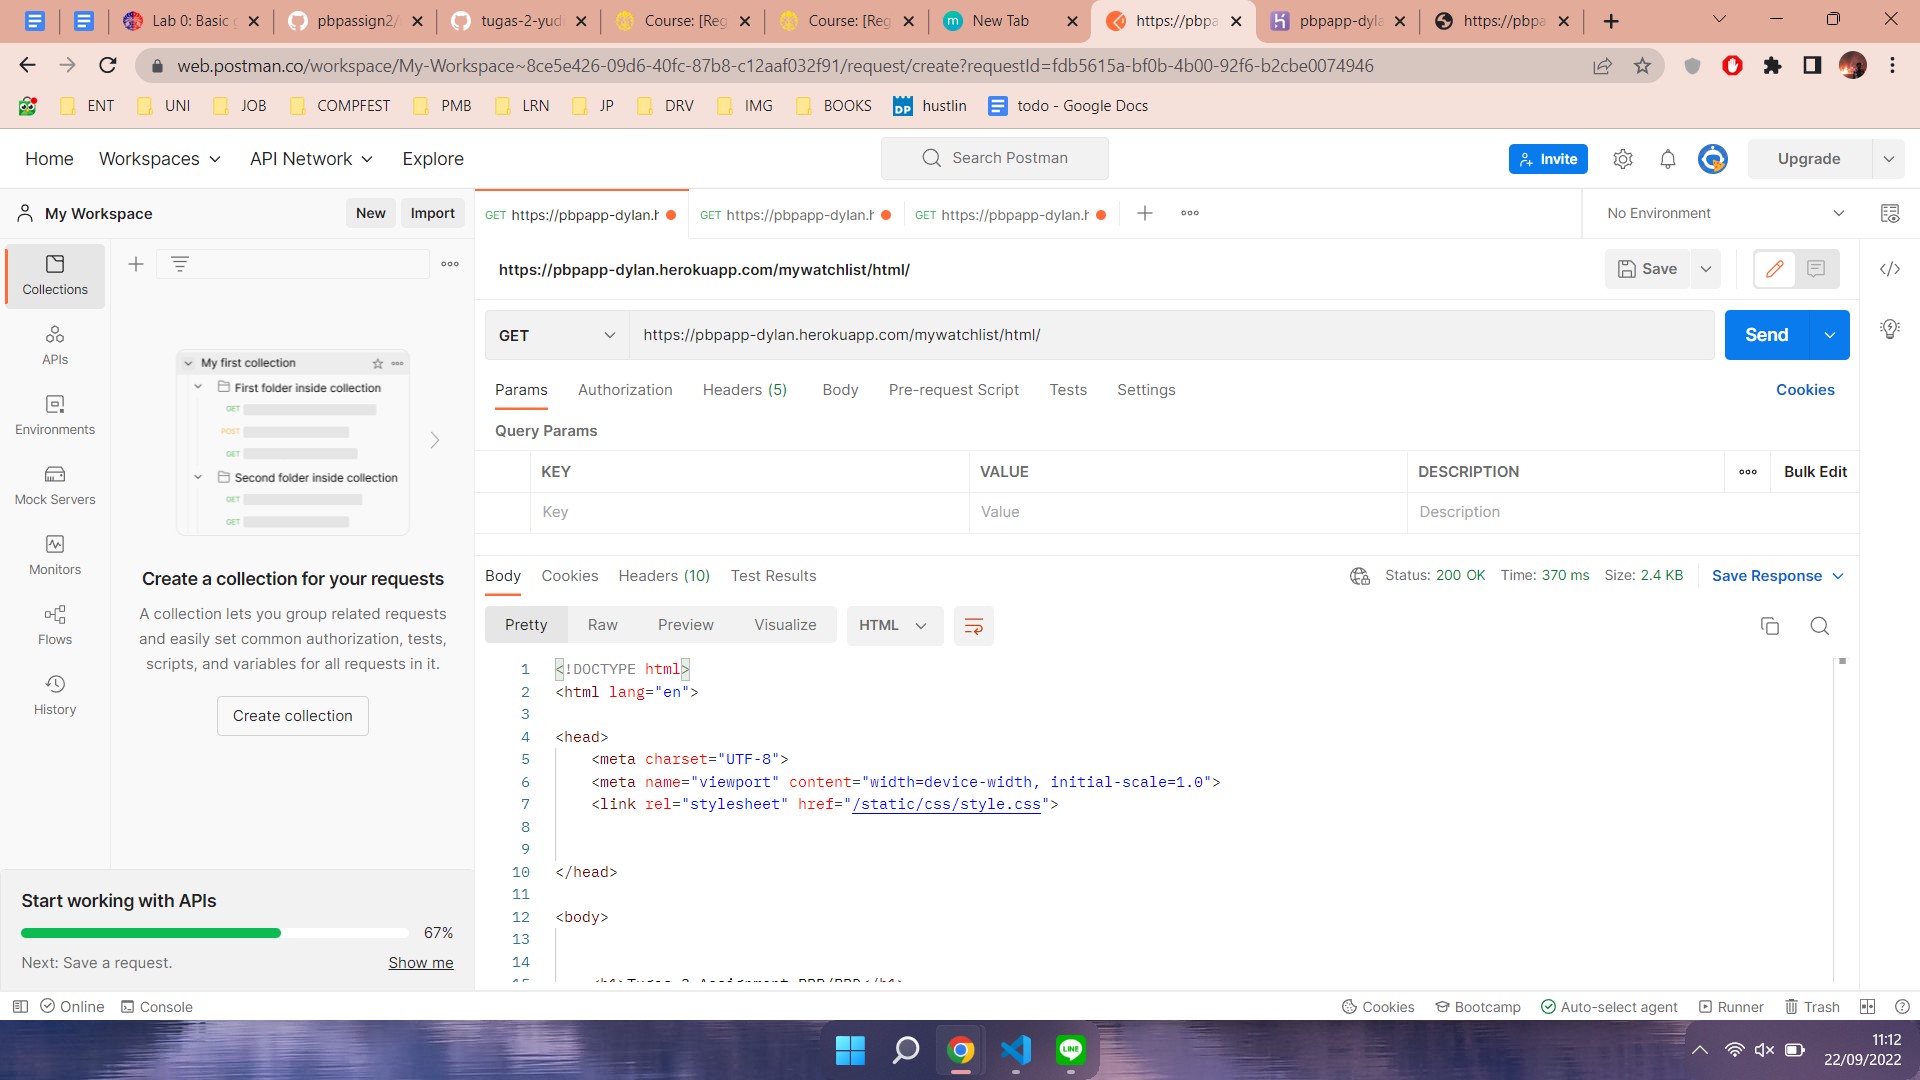 Lab 0: Basic
pbpassign2/
tugas-2-yudi
Course: [Reg
Course: [Reg
New Tab
https://pbpa
pbpapp-dyla
https://pbpa
web.postman.co/workspace/My-Workspace~8ce5e426-09d6-40fc-87b8-c12aaf032f91/request/create?requestId=fdb5615a-bf0b-4b00-92f6-b2cbe0074946
ENT UNI JOB COMPFEST PMB LRN JP DRV IMG BOOKS DP hustlin todo - Google Docs
Home Workspaces API Network Explore Search Postman Invite Upgrade
My Workspace New Import
GET https://pbpapp-dylan.h GET https://pbpapp-dylan.h GET https://pbpapp-dylan.h No Environment
https://pbpapp-dylan.herokuapp.com/mywatchlist/html/ Save
GET https://pbpapp-dylan.herokuapp.com/mywatchlist/html/ Send
Params Authorization Headers (5) Body Pre-request Script Tests Settings Cookies
Query Params
KEY VALUE DESCRIPTION Bulk Edit
Key Value Description
Collections
APIs
Environments
Mock Servers
Monitors
Flows
History
My first collection
First folder inside collection
GET
POST
GET
Second folder inside collection
GET
GET
Create a collection for your requests
A collection lets you group related requests
and easily set common authorization, tests,
scripts, and variables for all requests in it.
Create collection
Start working with APIs
67%
Next: Save a request. Show me
Body Cookies Headers (10) Test Results Status: 200 OK Time: 370 ms Size: 2.4 KB Save Response
Pretty Raw Preview Visualize HTML
1 <!DOCTYPE html>
2 <html lang="en">
3
4 <head>
5 <meta charset="UTF-8">
6 <meta name="viewport" content="width=device-width, initial-scale=1.0">
7 <link rel="stylesheet" href="/static/css/style.css">
8
9
10 </head>
11
12 <body>
13
14
15 <h1>Tugas 2 Assignment PBP/PBD</h1>
Online Console Cookies Bootcamp Auto-select agent Runner Trash
LINE
11:12
22/09/2022